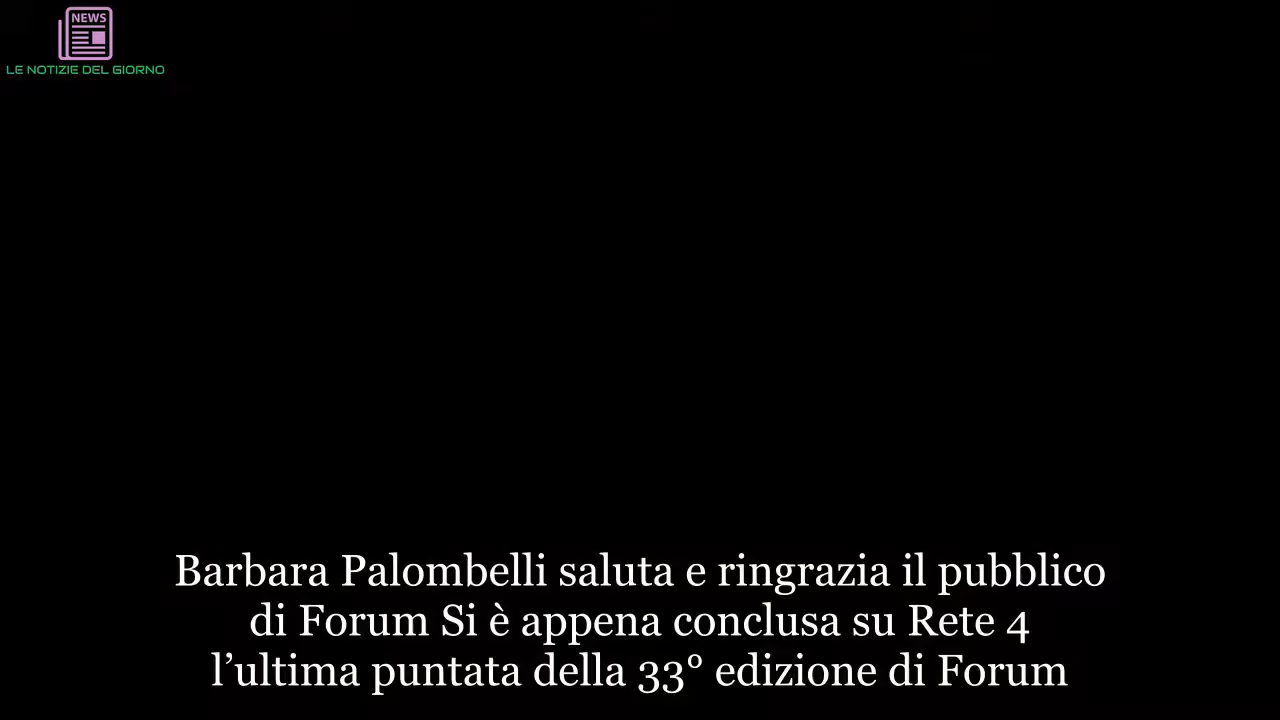 NEWS
LE NOTIZIE DEL GIORNO
Barbara Palombelli saluta e ringrazia il pubblico
di Forum Si è appena conclusa su Rete 4
l’ultima puntata della 33° edizione di Forum